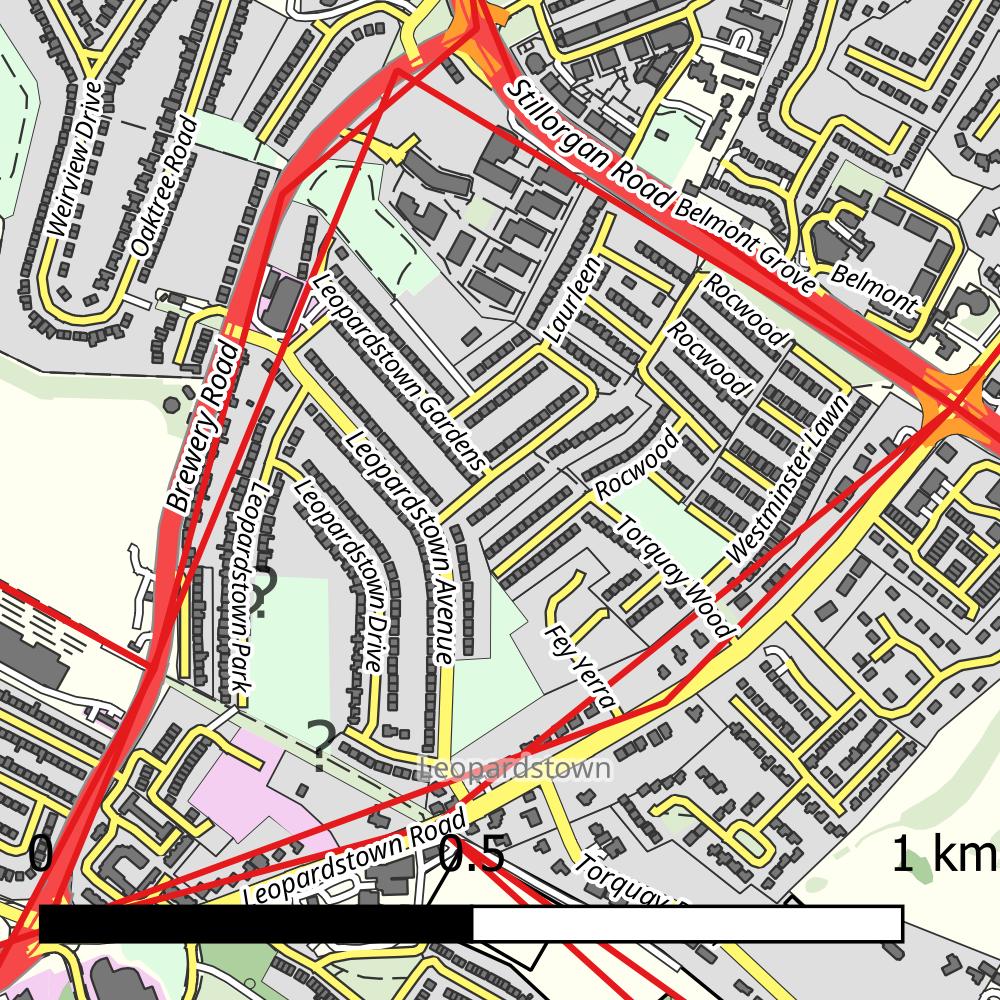 Weirview Drive
Oaktree Road
Stillorgan Road
Belmont Grove
Belmont
Leopardstown Gardens
Laurleen
Rocwood
Rocwood
Brewery Road
Leopardstown Avenue
Rocwood
Westminster Lawn
Leopardstown Park
Leopardstown Drive
Torquay Wood
?
Fey Yerra
?
Leopardstown
Leopardstown Road
0
0.5
1 km
Torquay